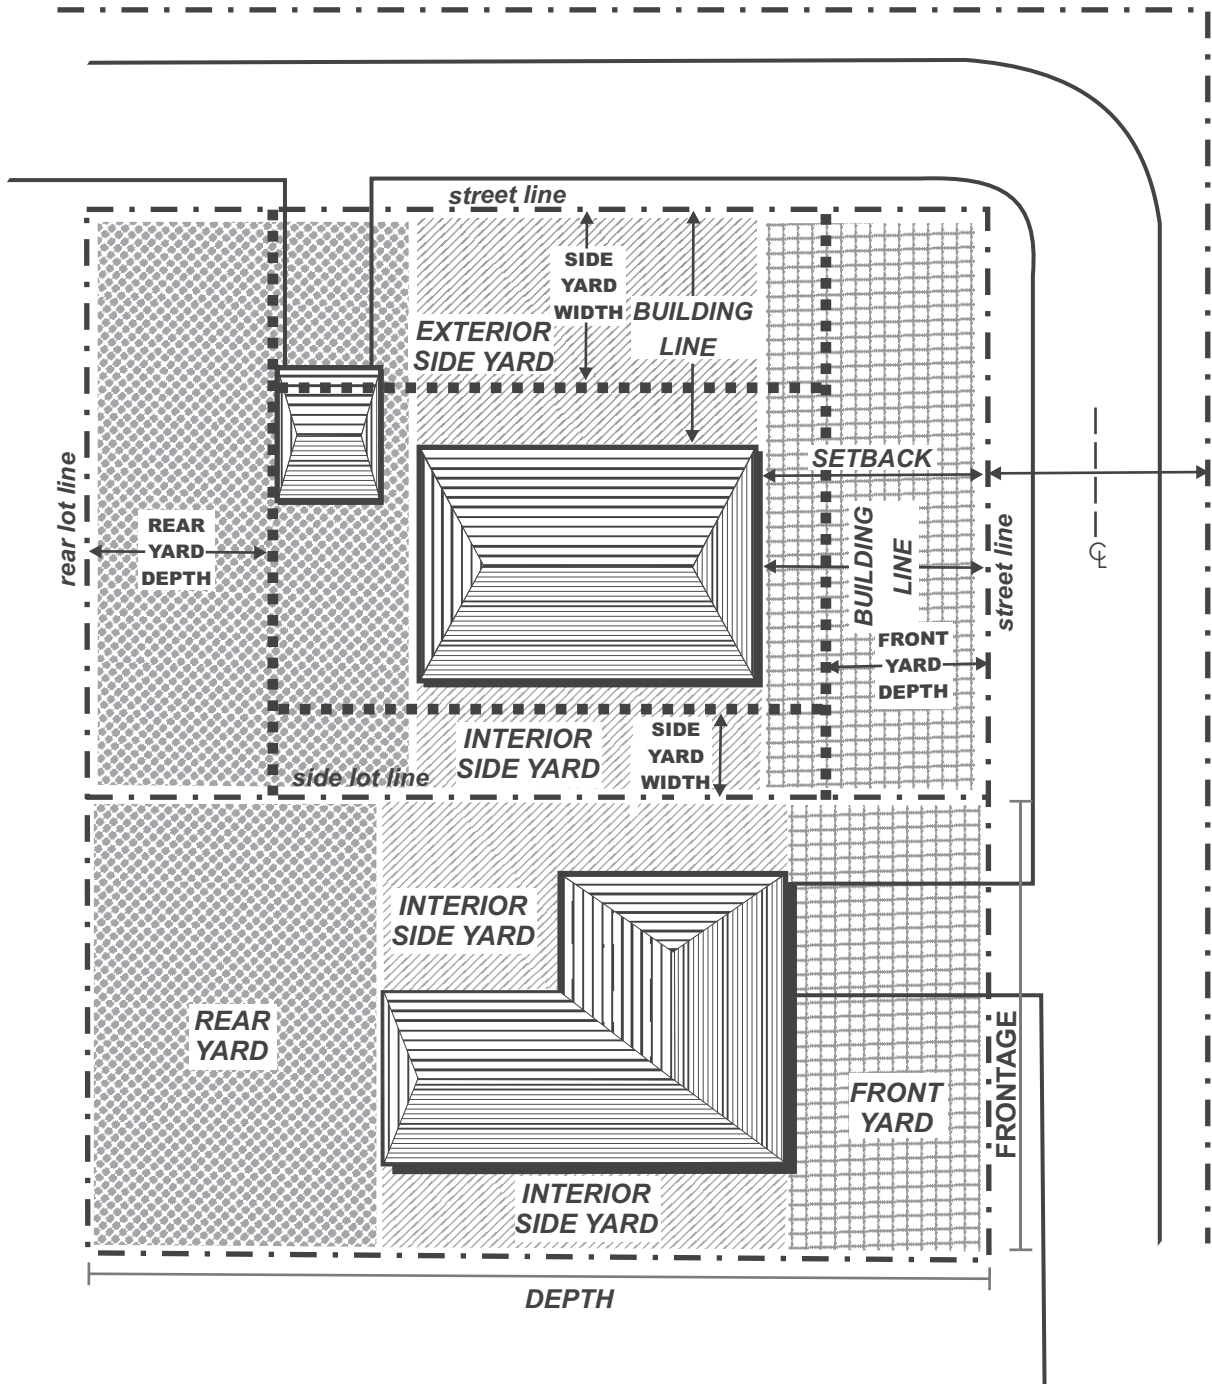 street line
SIDE
YARD
WIDTH
BUILDING
LINE
EXTERIOR
SIDE YARD
SETBACK
rear lot line
REAR
YARD
DEPTH
BUILDING
LINE
street line
℄
FRONT
YARD
DEPTH
INTERIOR
SIDE YARD
SIDE
YARD
WIDTH
side lot line
INTERIOR
SIDE YARD
REAR
YARD
FRONT
YARD
FRONTAGE
INTERIOR
SIDE YARD
DEPTH